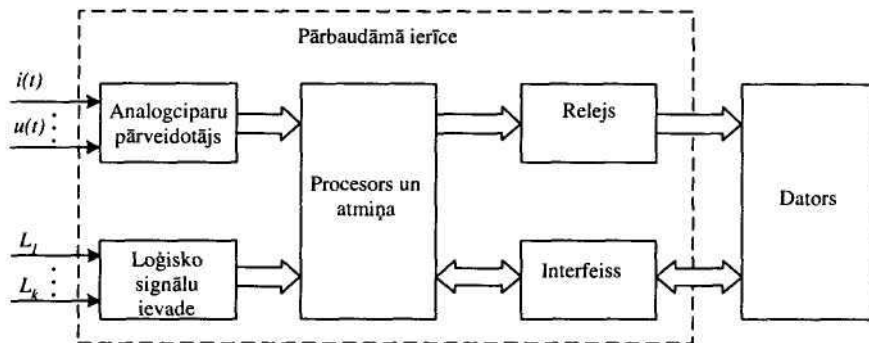 Pārbaudāmā ierīce
i(t)
u(t)
Analogciparu
pārveidotājs
Relejs
Procesors un
atmiņa
Dators
L1
Lk
Loģisko
signālu
ievade
Interfeiss